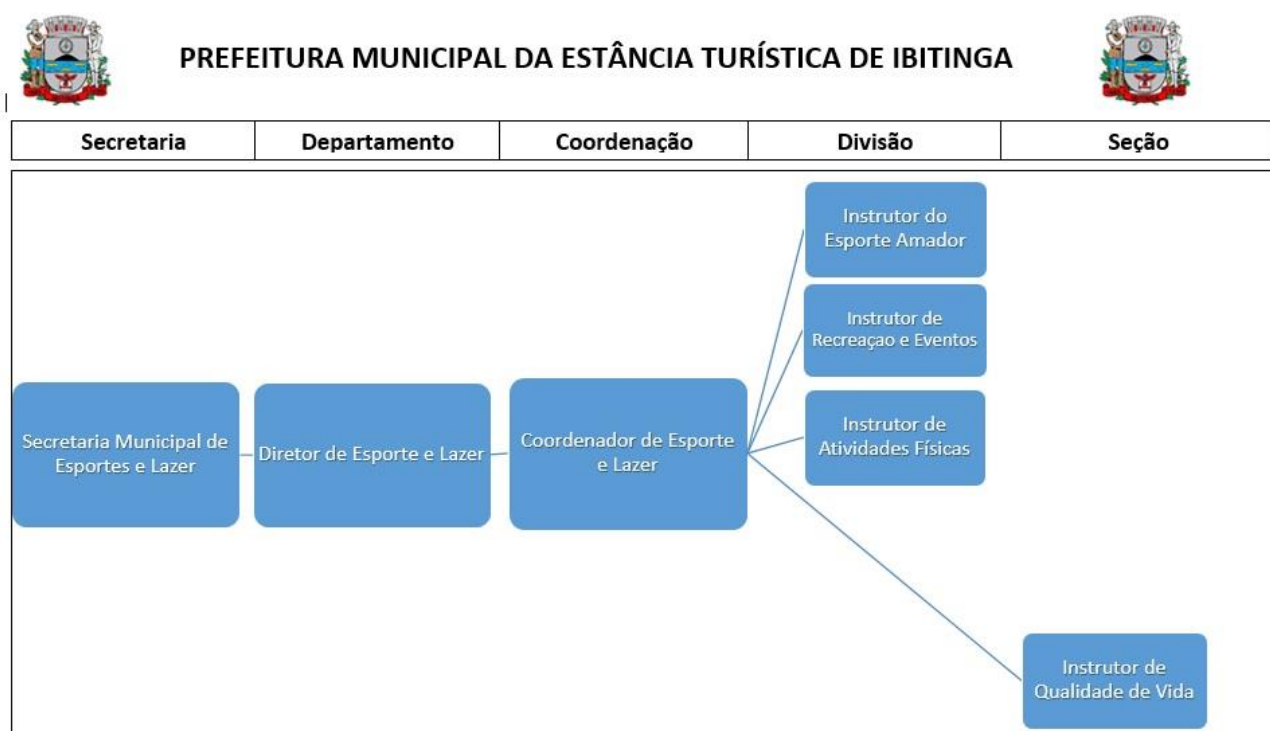 PREFEITURA MUNICIPAL DA ESTÂNCIA TURÍSTICA DE IBITINGA
Secretaria
Departamento
Coordenação
Divisão
Seção
Instrutor do
Esporte Amador
Instrutor de
Recreaçao e Eventos
Instrutor de
Atividades Físicas
Secretaria Municipal de
Esportes e Lazer
Diretor de Esporte e Lazer
Coordenador de Esporte
e Lazer
Instrutor de
Qualidade de Vida